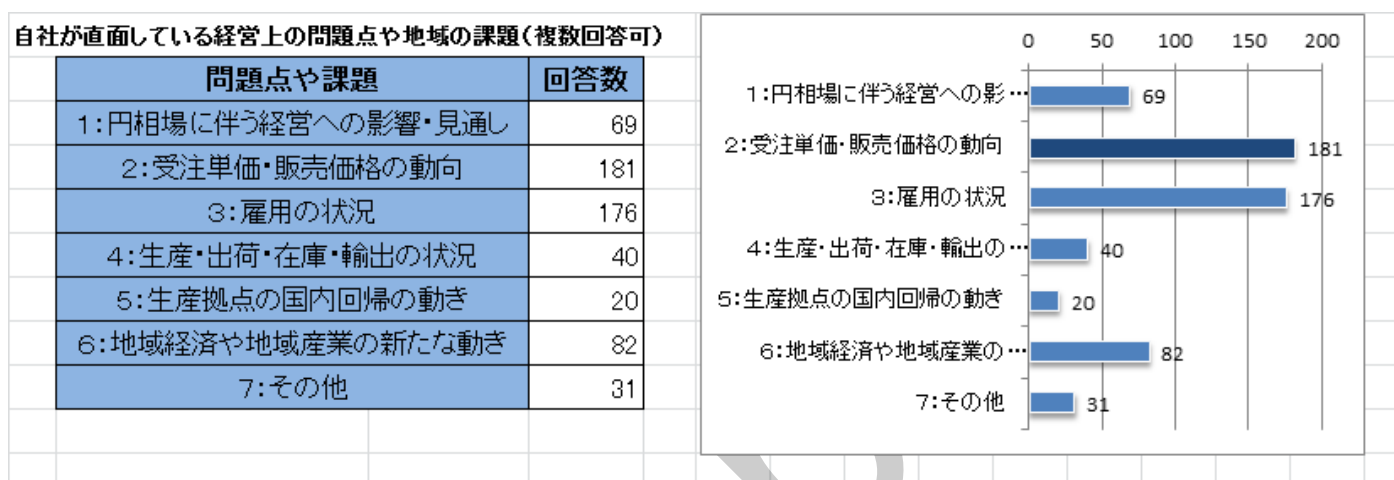 自社が直面している経営上の問題点や地域の課題(複数回答可)
問題点や課題 回答数
1:円相場に伴う経営への影響・見通し 69
2:受注単価・販売価格の動向 181
3:雇用の状況 176
4:生産・出荷・在庫・輸出の状況 40
5:生産拠点の国内回帰の動き 20
6:地域経済や地域産業の新たな動き 82
7:その他 31
0 50 100 150 200
1:円相場に伴う経営への影… 69
2:受注単価・販売価格の動向 181
3:雇用の状況 176
4:生産・出荷・在庫・輸出の… 40
5:生産拠点の国内回帰の動き 20
6:地域経済や地域産業の… 82
7:その他 31